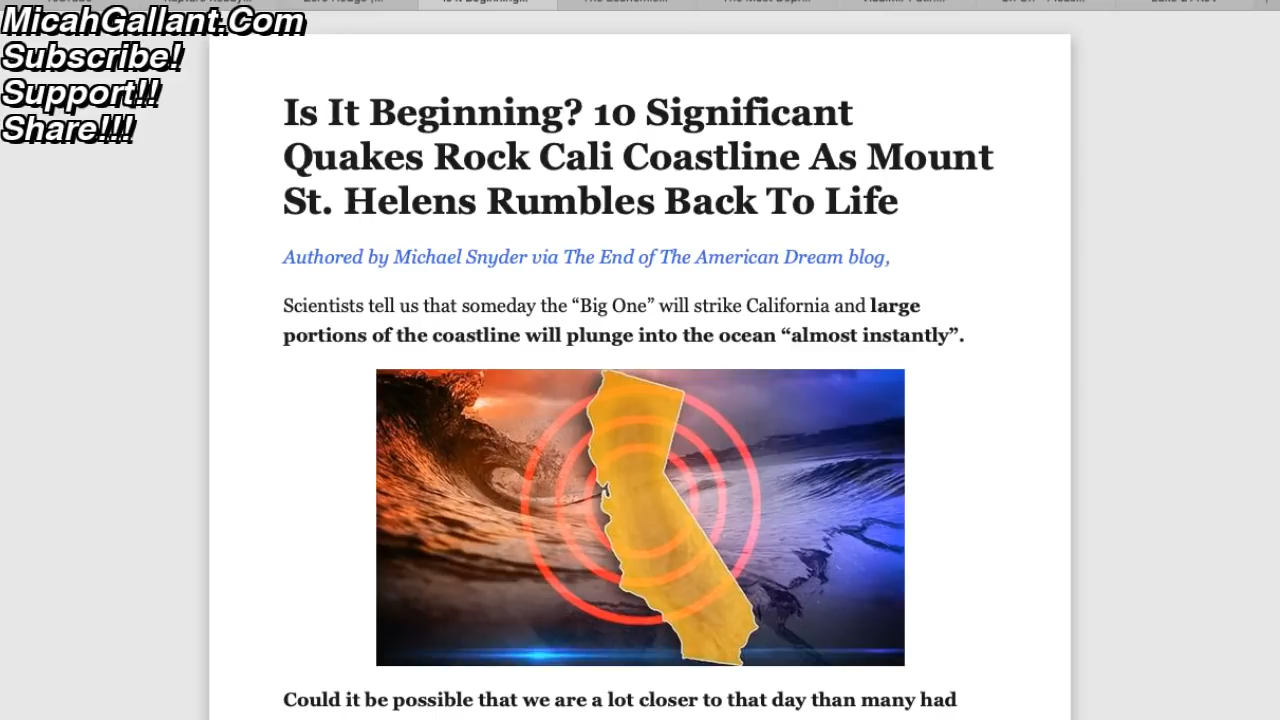 MicahGallant.Com
Subscribe!
Support!!
Share!!!
Is It Beginning? 10 Significant
Quakes Rock Cali Coastline As Mount
St. Helens Rumbles Back To Life
Authored by Michael Snyder via The End of The American Dream blog,
Scientists tell us that someday the “Big One” will strike California and large
portions of the coastline will plunge into the ocean “almost instantly”.
Could it be possible that we are a lot closer to that day than many had